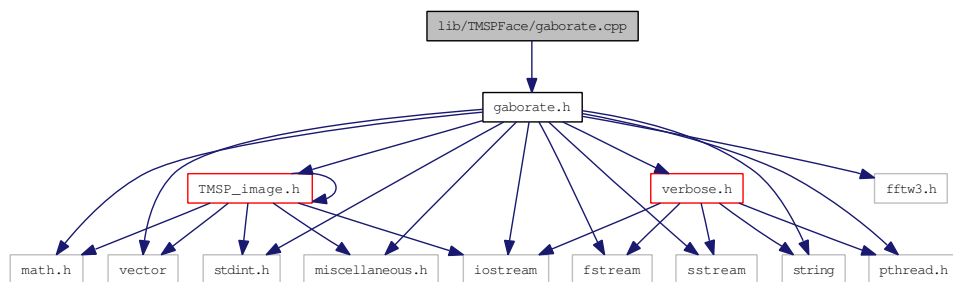 lib/TMSPFace/gaborate.cpp
gaborate.h
TMSP_image.h
verbose.h
fftw3.h
math.h
vector
stdint.h
miscellaneous.h
iostream
fstream
sstream
string
pthread.h